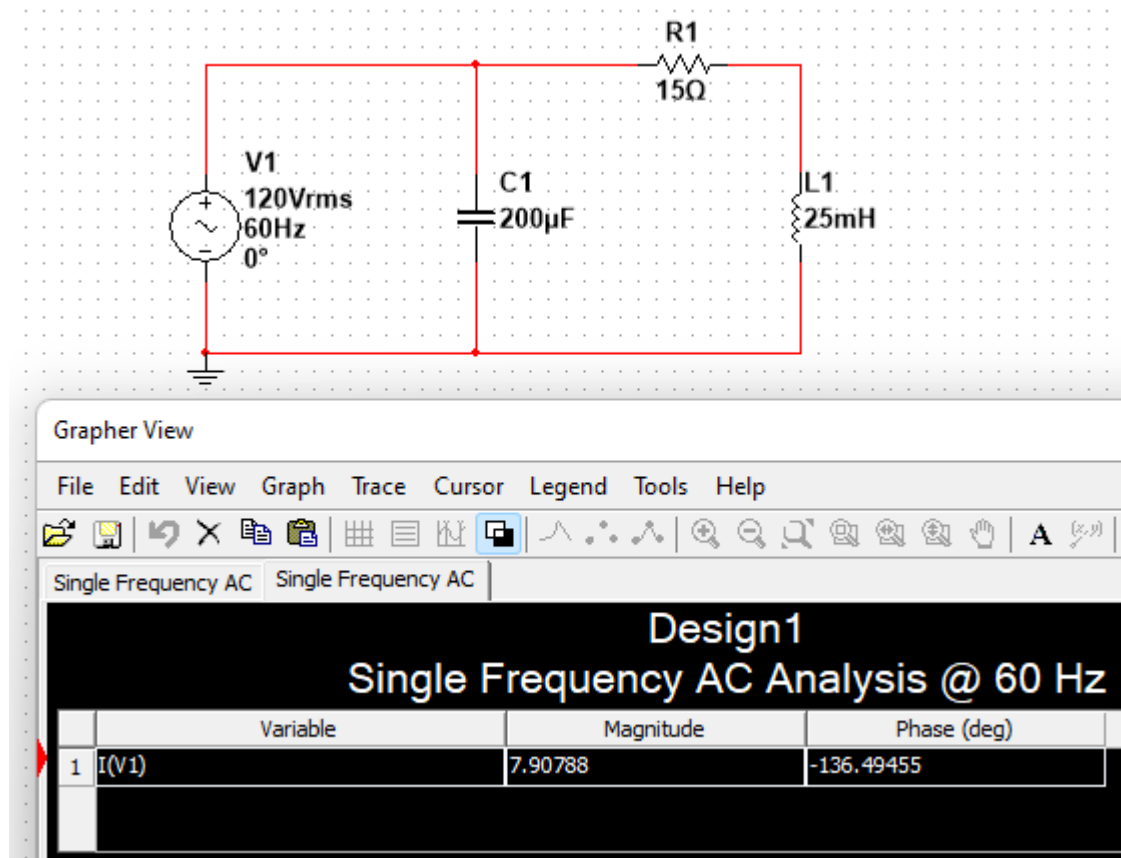 R1
15Ω
V1
120Vrms
60Hz
0°
C1
200µF
L1
25mH
Grapher View
File Edit View Graph Trace Cursor Legend Tools Help
A (x,y)
Single Frequency AC Single Frequency AC
Design1
Single Frequency AC Analysis @ 60 Hz
Variable Magnitude Phase (deg)
1 I(V1) 7.90788 -136.49455